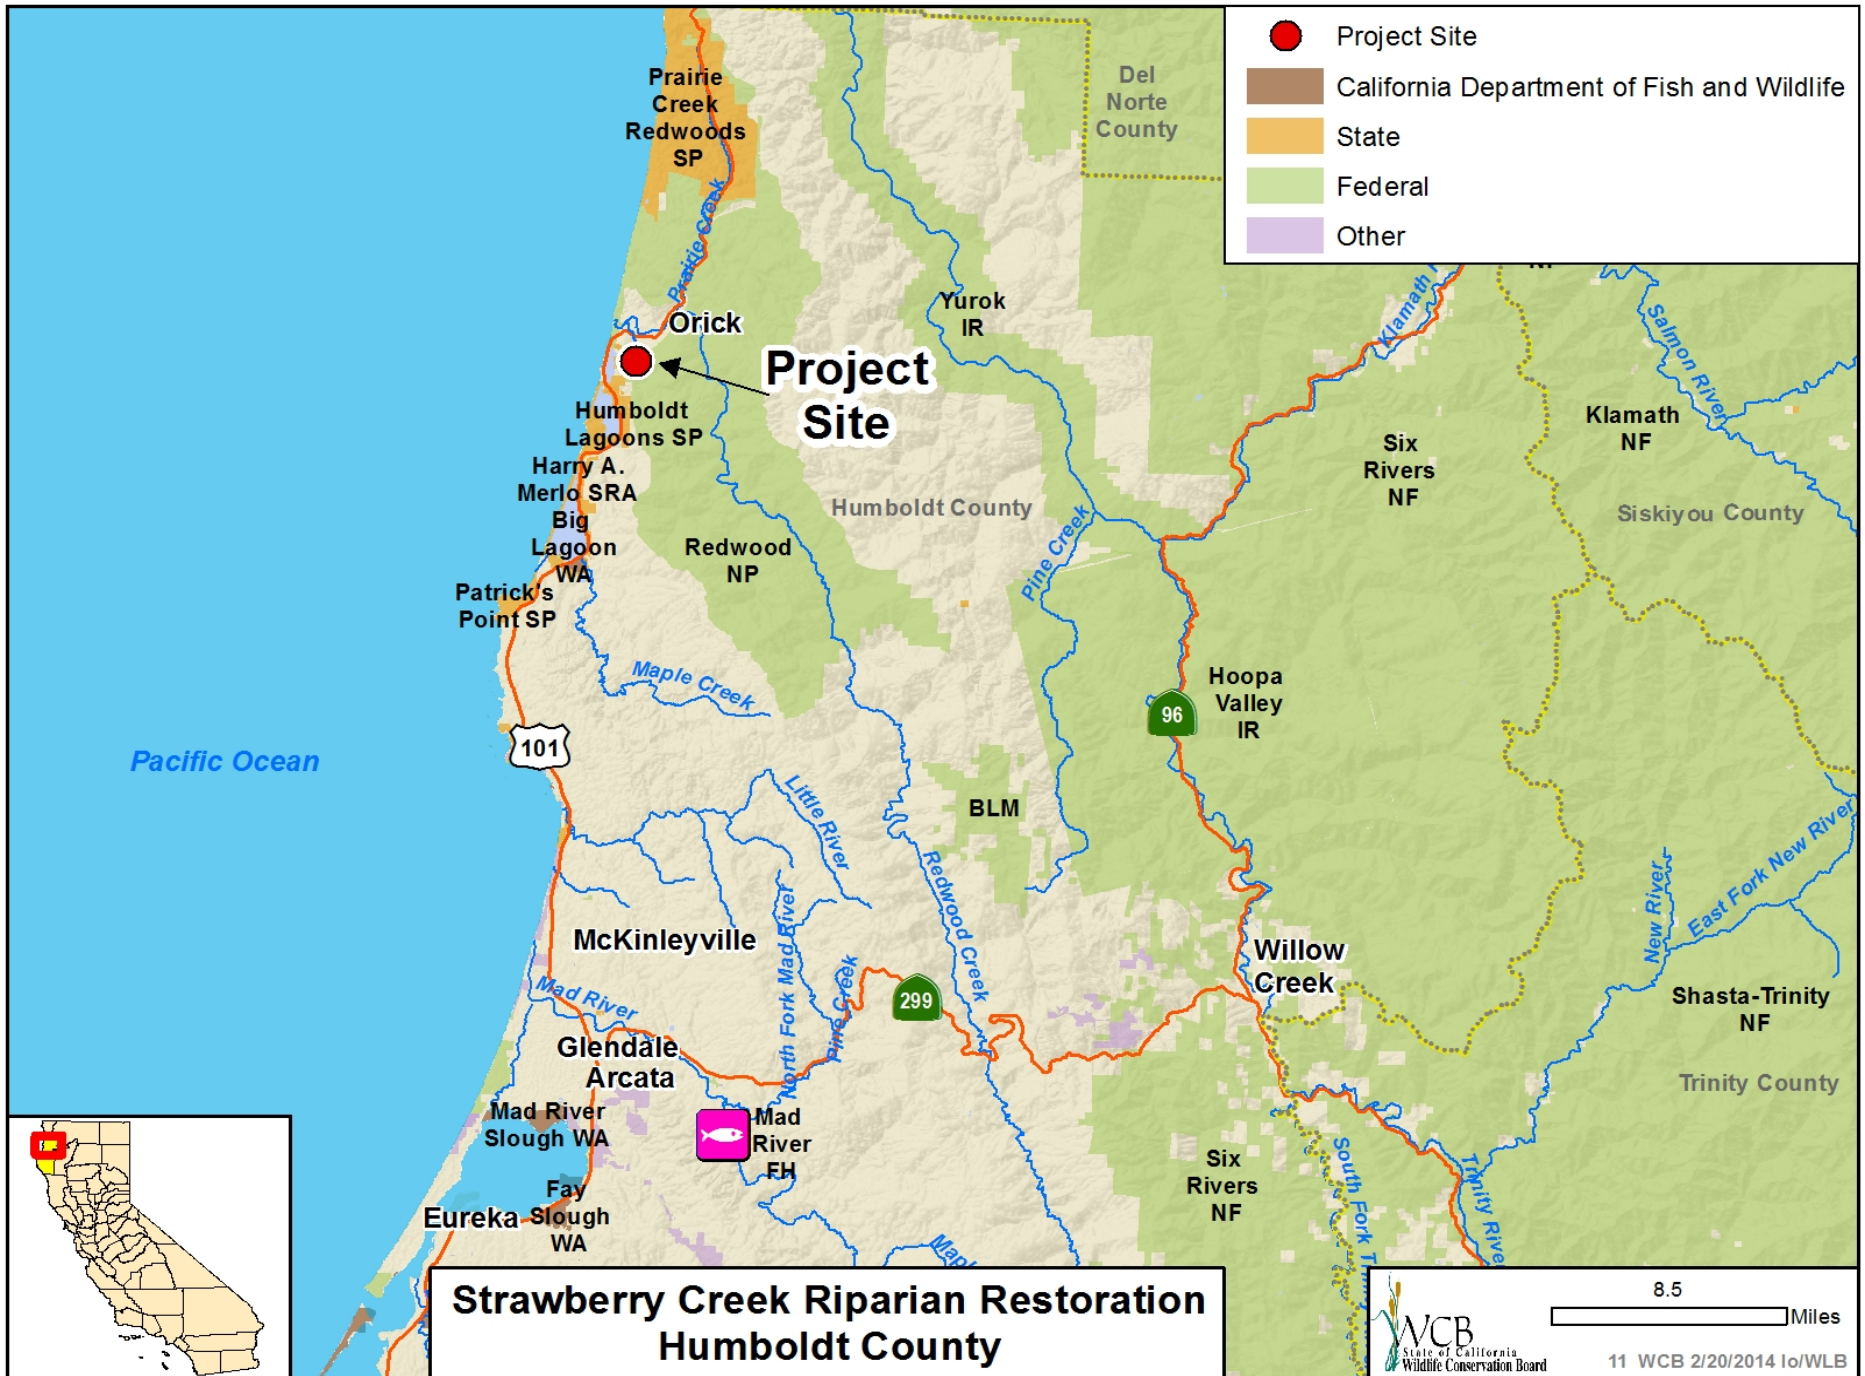 Project Site
California Department of Fish and Wildlife
State
Federal
Other
Prairie
Creek
Redwoods
SP
Del
Norte
County
Prairie Creek
Orick
Yurok
IR
Klamath
Salmon River
Project
Site
Humboldt
Lagoons SP
Harry A.
Merlo SRA
Big
Lagoon
WA
Patrick's
Point SP
Redwood
NP
Humboldt County
Pine Creek
Six
Rivers
NF
Klamath
NF
Siskiyou County
Maple Creek
Hoopa
Valley
IR
96
101
Pacific Ocean
Little River
BLM
Redwood Creek
East Fork New River
New River
McKinleyville
North Fork Mad River
Pine Creek
Willow
Creek
299
Mad River
Shasta-Trinity
NF
Glendale
Arcata
Trinity County
Mad River
Slough WA
Mad
River
FH
Six
Rivers
NF
South Fork
Trinity River
Fay
Slough
WA
Eureka
Strawberry Creek Riparian Restoration
Humboldt County
8.5
Miles
WCB
State of California
Wildlife Conservation Board
11 WCB 2/20/2014 lo/WLB